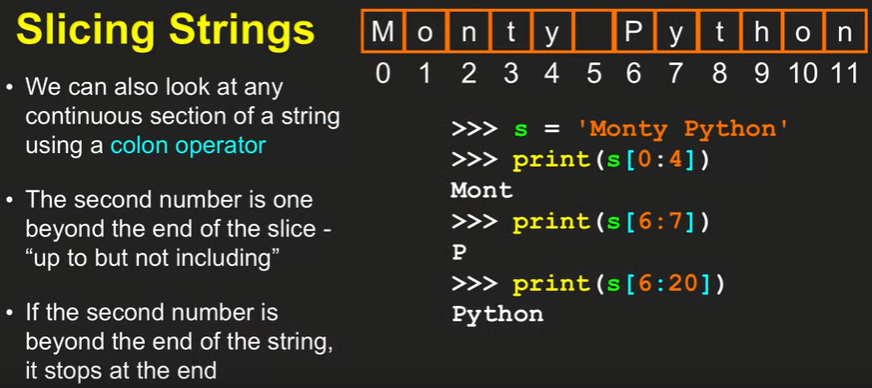 Slicing Strings
• We can also look at any
continuous section of a string
using a colon operator
• The second number is one
beyond the end of the slice -
“up to but not including”
• If the second number is
beyond the end of the string,
it stops at the end
M o n t y P y t h o n
0 1 2 3 4 5 6 7 8 9 10 11
>>> s = 'Monty Python'
>>> print(s[0:4])
Mont
>>> print(s[6:7])
P
>>> print(s[6:20])
Python